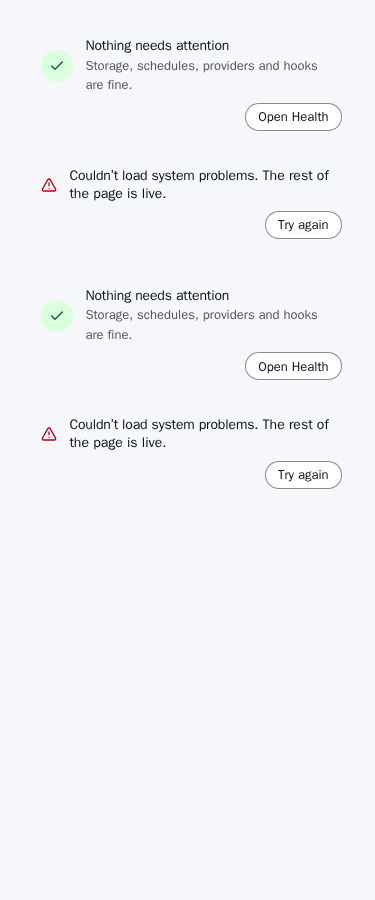 Nothing needs attention
Storage, schedules, providers and hooks
are fine.
Open Health
Couldn't load system problems. The rest of
the page is live.
Try again
Nothing needs attention
Storage, schedules, providers and hooks
are fine.
Open Health
Couldn't load system problems. The rest of
the page is live.
Try again